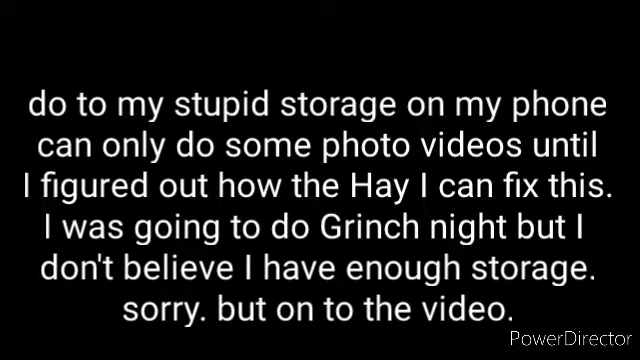 do to my stupid storage on my phone
can only do some photo videos until
I figured out how the Hay I can fix this.
I was going to do Grinch night but I
don't believe I have enough storage.
sorry. but on to the video.
PowerDirector